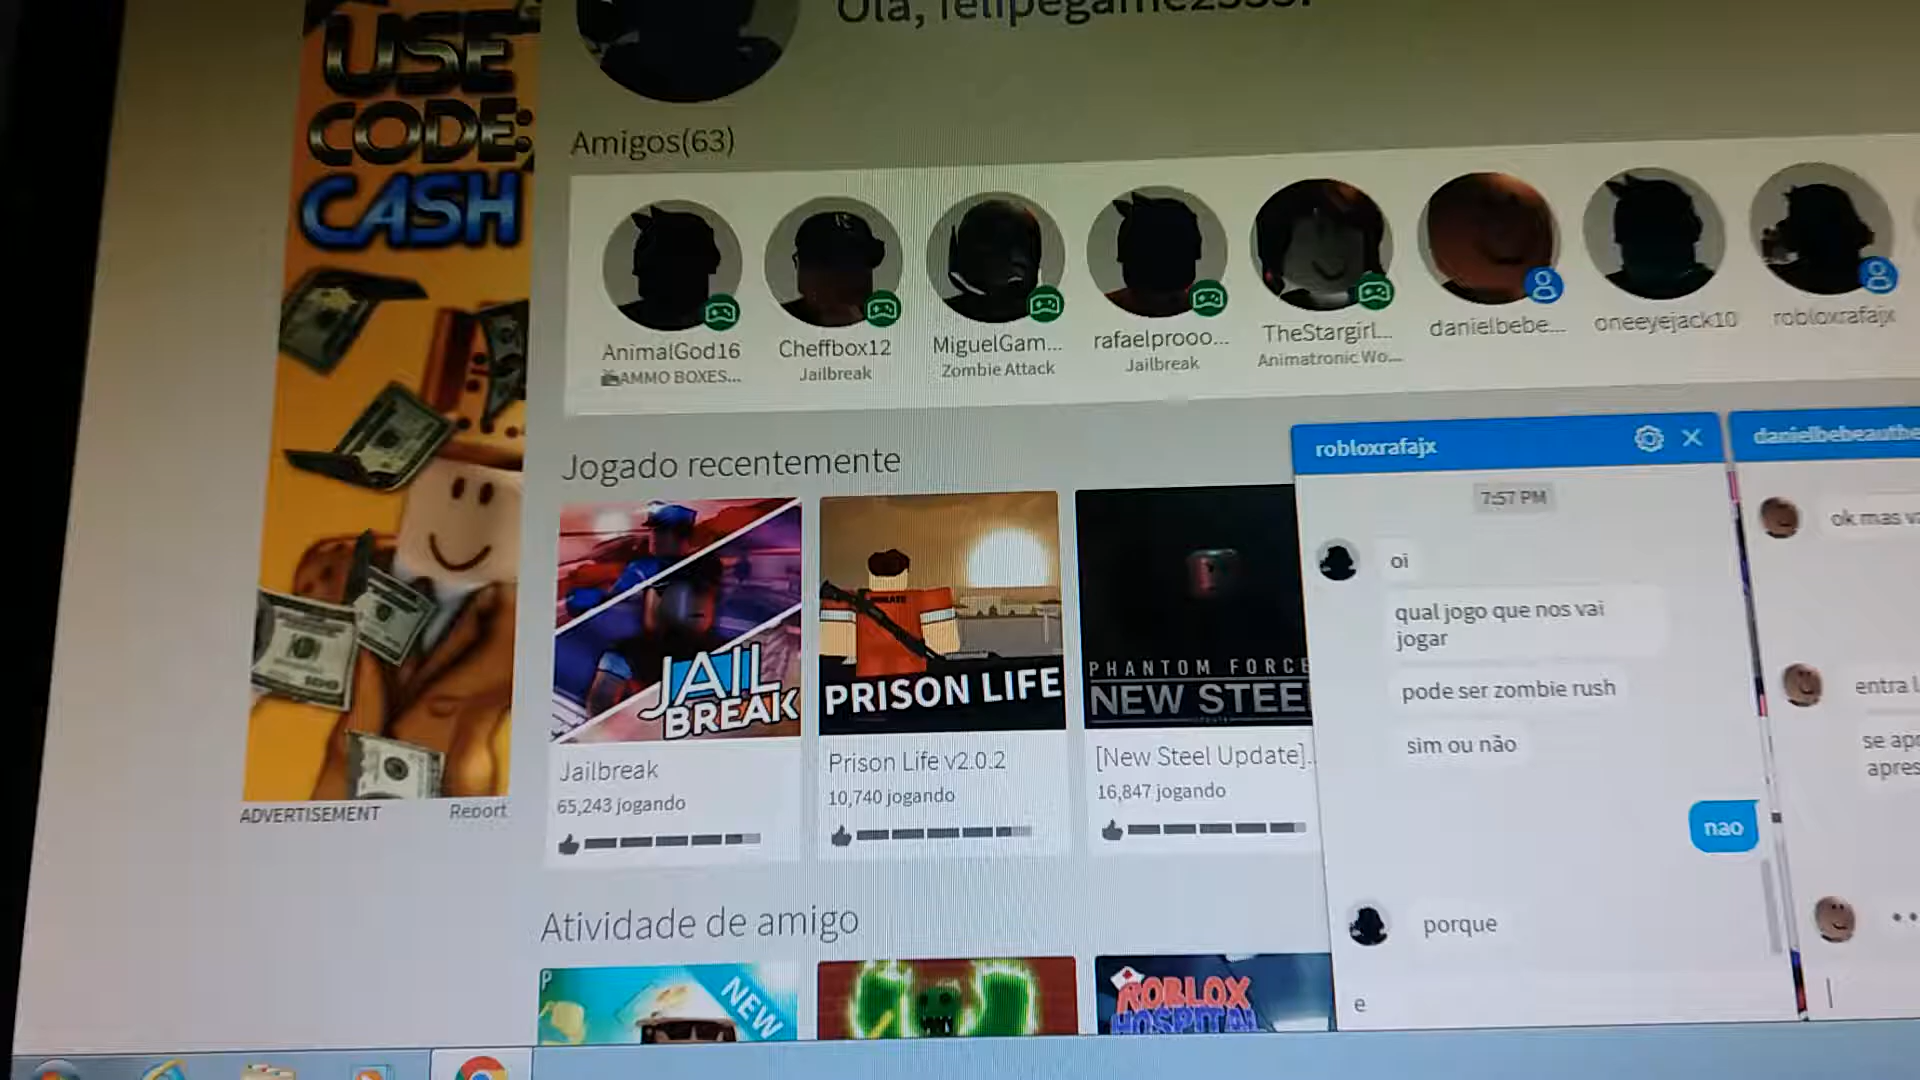 USE
CODE:
CASH
ADVERTISEMENT
Report
Olá,
Amigos(63)
AnimalGod16
AMMO BOXES...
Cheffbox12
Jailbreak
MiguelGam...
Zombie Attack
rafaelprooo...
Jailbreak
TheStargirl...
Animatronic Wo...
danielbebe...
oneeyejack10
robloxrafajx
Jogado recentemente
JAIL
BREAK
Jailbreak
65,243 jogando
PRISON LIFE
Prison Life v2.0.2
10,740 jogando
PHANTOM FORCE
NEW STEE
[New Steel Update]...
16,847 jogando
Atividade de amigo
NEW
ROBLOX
HOSPITAL
robloxrafajx
7:57 PM
oi
qual jogo que nos vai
jogar
pode ser zombie rush
sim ou não
nao
porque
e
danielbebeauthe
ok mas
entra
se
apres